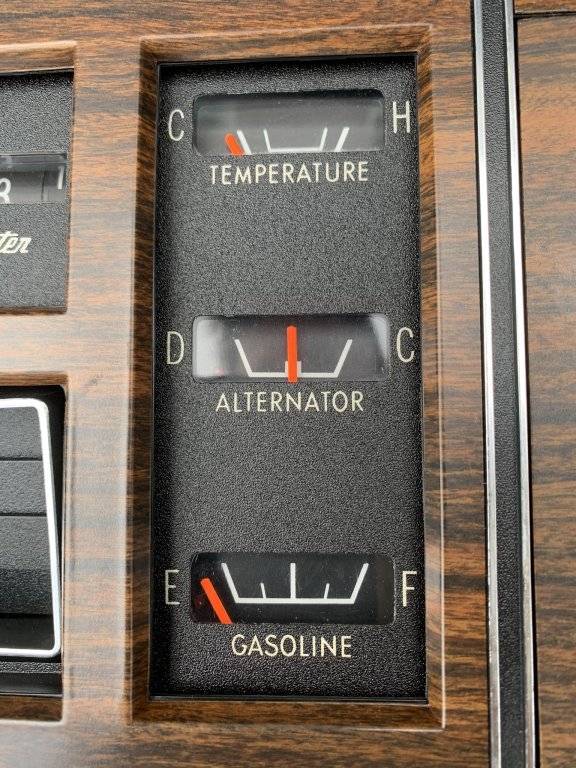 C H
TEMPERATURE
D C
ALTERNATOR
E F
GASOLINE